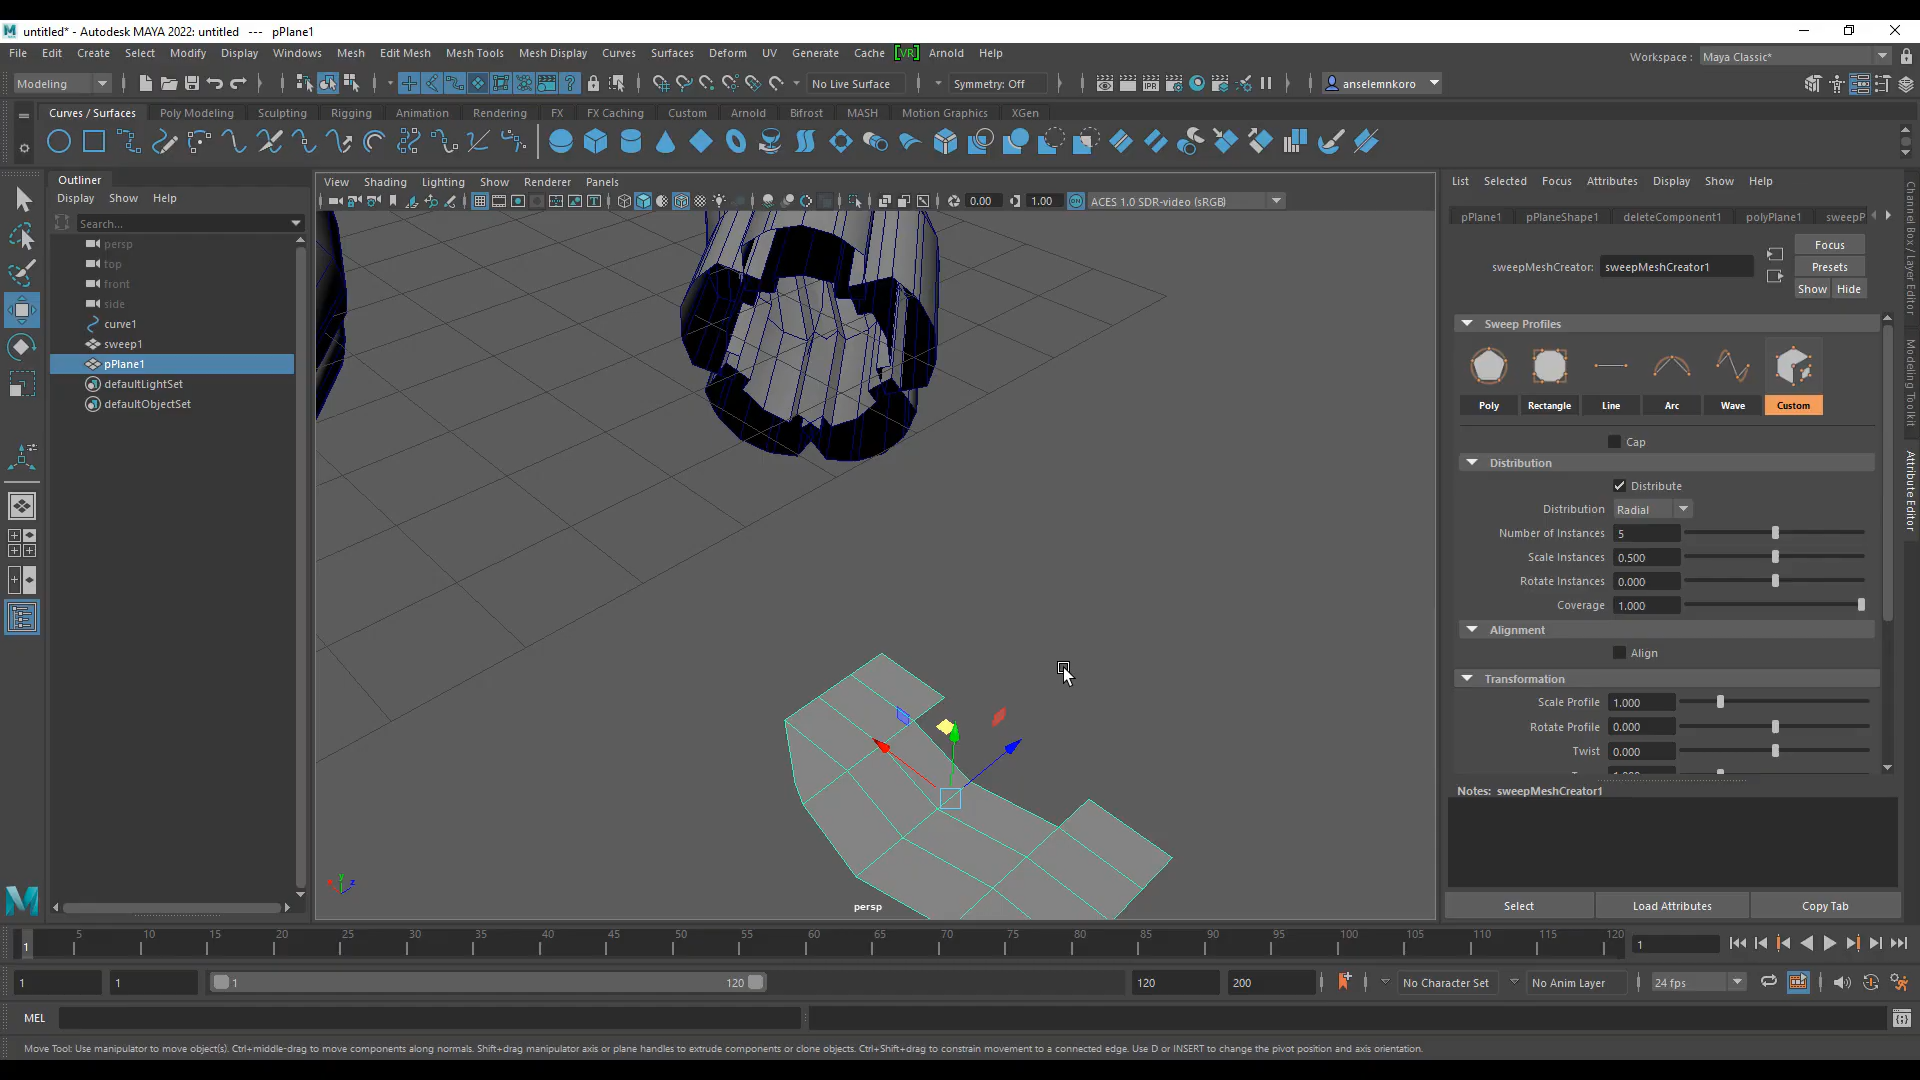 untitled* - Autodesk MAYA 2022: untitled   ---   pPlane1
File Edit Create Select Modify Display Windows Mesh Edit Mesh Mesh Tools Mesh Display Curves Surfaces Deform UV Generate Cache [VR] Arnold Help
Workspace : Maya Classic*
Modeling No Live Surface Symmetry: Off IPR anselemnkoro
Curves / Surfaces Poly Modeling Sculpting Rigging Animation Rendering FX FX Caching Custom Arnold Bifrost MASH Motion Graphics XGen
Outliner
Display Show Help
Search...
persp
top
front
side
curve1
sweep1
pPlane1
defaultLightSet
defaultObjectSet
View Shading Lighting Show Renderer Panels
0.00 1.00 ON ACES 1.0 SDR-video (sRGB)
y
z
persp
List Selected Focus Attributes Display Show Help
pPlane1 pPlaneShape1 deleteComponent1 polyPlane1 sweepP
Focus
sweepMeshCreator: sweepMeshCreator1
Presets
Show Hide
Sweep Profiles
Poly Rectangle Line Arc Wave Custom
Cap
Distribution
Distribute
Distribution Radial
Number of Instances 5
Scale Instances 0.500
Rotate Instances 0.000
Coverage 1.000
Alignment
Align
Transformation
Scale Profile 1.000
Rotate Profile 0.000
Twist 0.000
Notes: sweepMeshCreator1
Select Load Attributes Copy Tab
Channel Box / Layer Editor
Modeling Toolkit
Attribute Editor
1 5 10 15 20 25 30 35 40 45 50 55 60 65 70 75 80 85 90 95 100 105 110 115 120 1
1 1 1 120 120 200 No Character Set No Anim Layer 24 fps
MEL
Move Tool: Use manipulator to move object(s). Ctrl+middle-drag to move components along normals. Shift+drag manipulator axis or plane handles to extrude components or clone objects. Ctrl+Shift+drag to constrain movement to a connected edge. Use D or INSERT to change the pivot position and axis orientation.